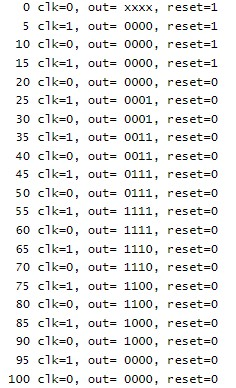 0 clk=0, out= xxxx, reset=1
5 clk=1, out= 0000, reset=1
10 clk=0, out= 0000, reset=1
15 clk=1, out= 0000, reset=1
20 clk=0, out= 0000, reset=0
25 clk=1, out= 0001, reset=0
30 clk=0, out= 0001, reset=0
35 clk=1, out= 0011, reset=0
40 clk=0, out= 0011, reset=0
45 clk=1, out= 0111, reset=0
50 clk=0, out= 0111, reset=0
55 clk=1, out= 1111, reset=0
60 clk=0, out= 1111, reset=0
65 clk=1, out= 1110, reset=0
70 clk=0, out= 1110, reset=0
75 clk=1, out= 1100, reset=0
80 clk=0, out= 1100, reset=0
85 clk=1, out= 1000, reset=0
90 clk=0, out= 1000, reset=0
95 clk=1, out= 0000, reset=0
100 clk=0, out= 0000, reset=0